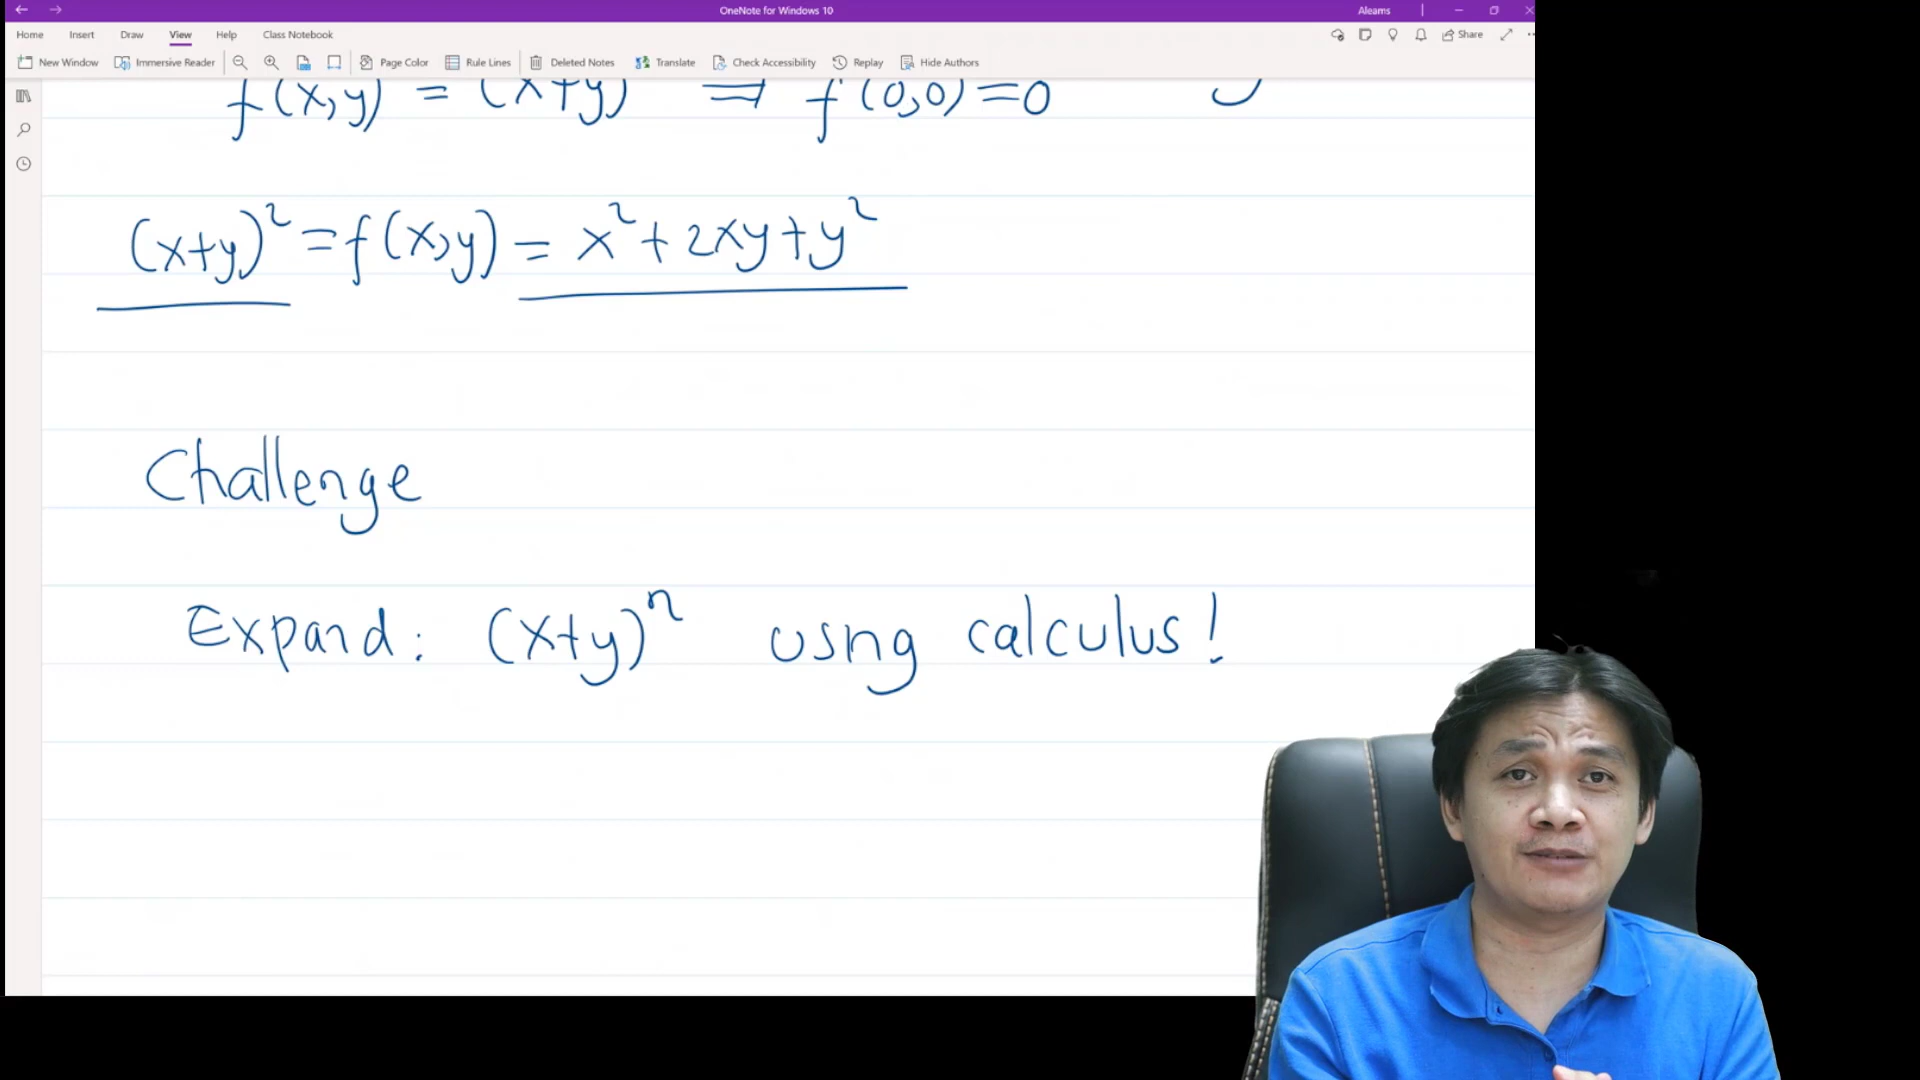 OneNote for Windows 10
Aleams
Home Insert Draw View Help Class Notebook
Share
New Window Immersive Reader Page Color Rule Lines Deleted Notes Translate Check Accessibility Replay Hide Authors
f(x,y) = (x+y) ⇒ f(0,0)=0
(x+y)² = f(x,y) = x² + 2xy + y²
Challenge
Expand: (x+y)ⁿ using calculus!